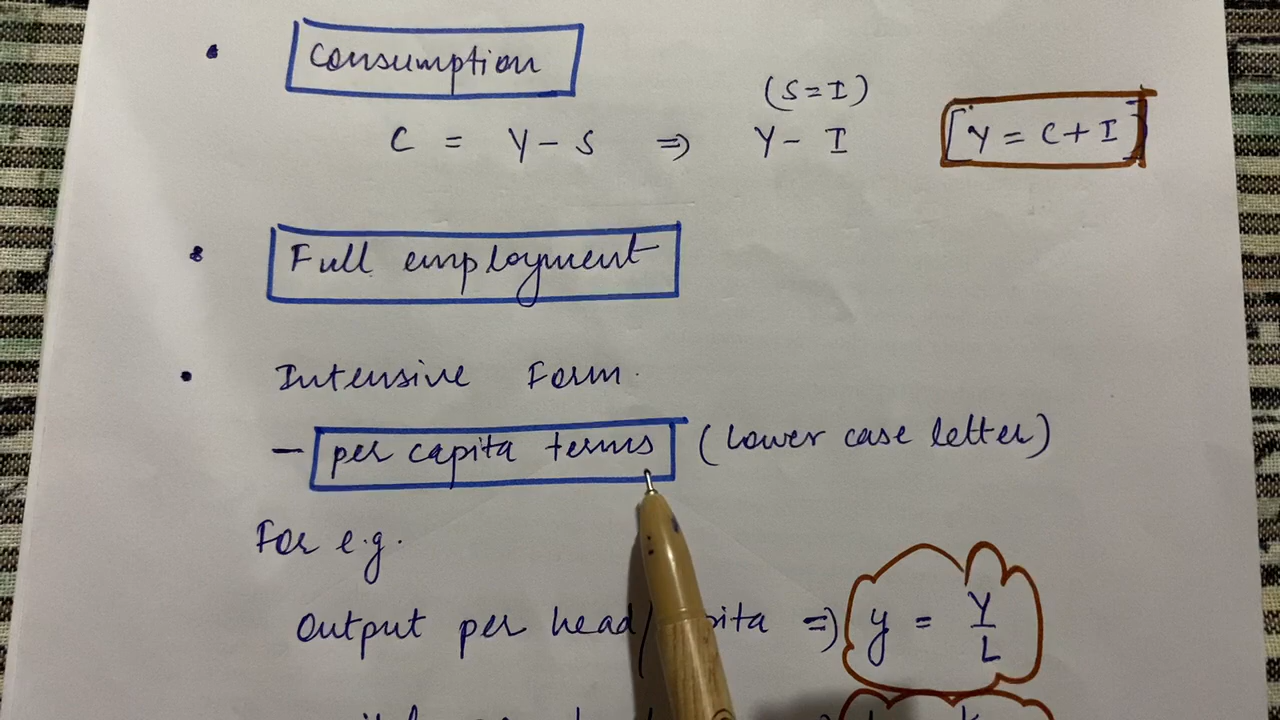 Consumption
(S=I)
C = Y-S ⇒ Y-I [Y = C+I]
Full employment
Intensive Form.
- per capita terms (Lower case letter)
For e.g.
Output per head/ ⇒ y = Y/L